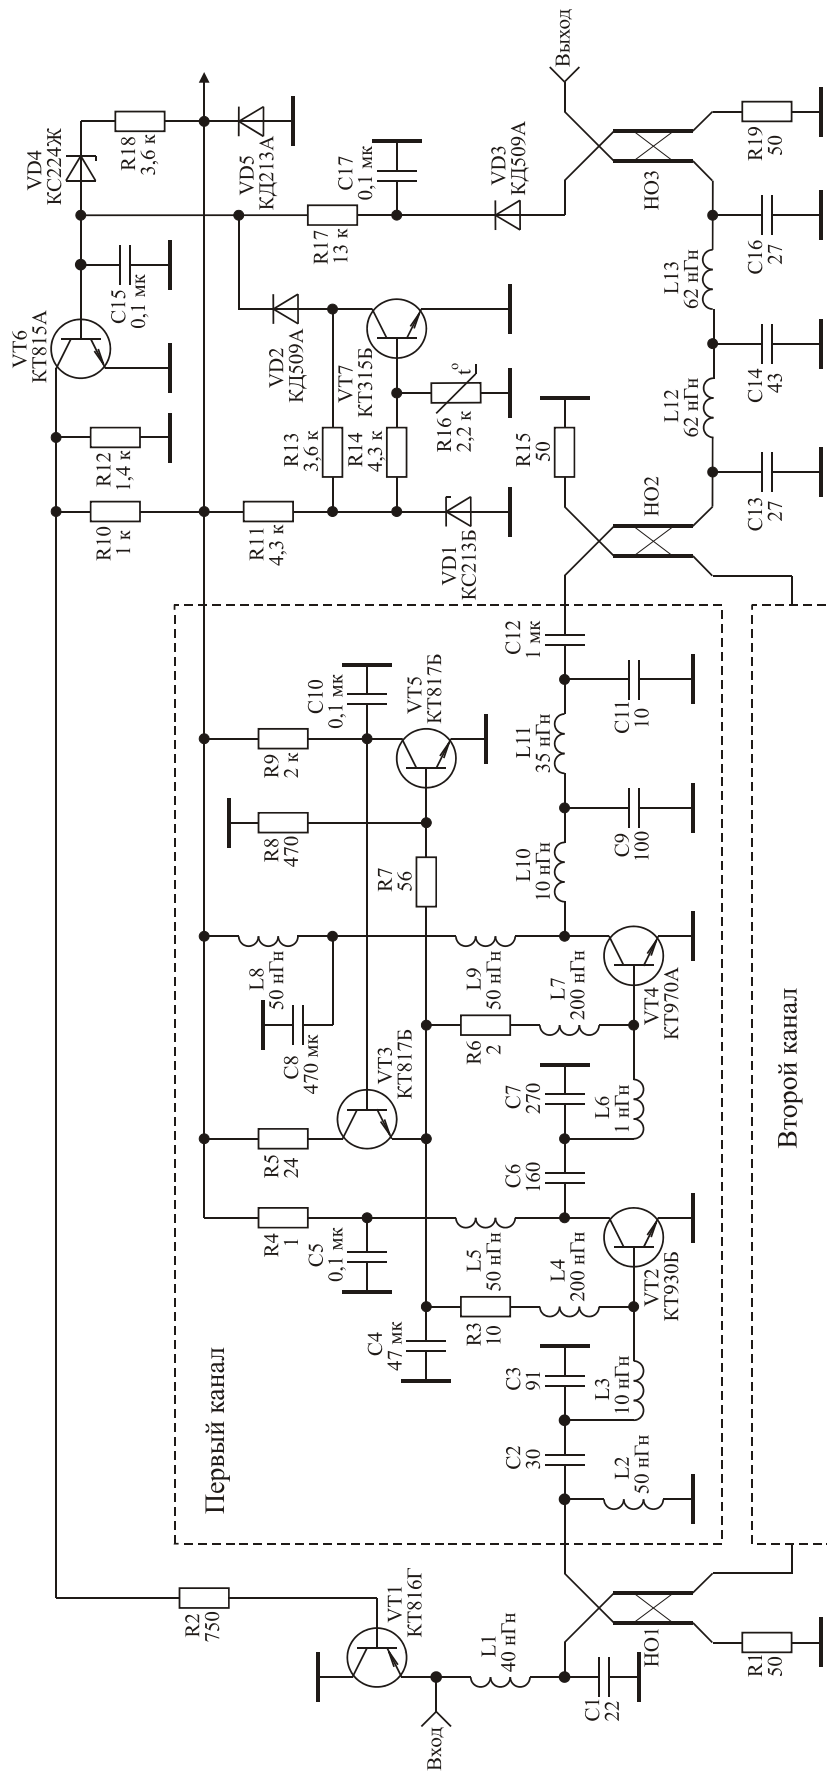 Вход
VT1
КТ816Г
R2
750
L1
40 нГн
C1
22
НО1
R1
50
Первый канал
L2
50 нГн
C2
30
C3
91
L3
10 нГн
C4
47 мк
R3
10
L4
200 нГн
VT2
КТ930Б
R4
1
C5
0,1 мк
L5
50 нГн
R5
24
VT3
КТ817Б
C6
160
C7
270
L6
1 нГн
R6
2
L7
200 нГн
VT4
КТ970А
C8
470 мк
L8
50 нГн
L9
50 нГн
R7
56
R8
470
R9
2 к
C10
0,1 мк
VT5
КТ817Б
L10
10 нГн
C9
100
L11
35 нГн
C11
10
C12
1 мк
Второй канал
R10
1 к
R12
1,4 к
VT6
КТ815А
C15
0,1 мк
VD4
КС224Ж
R18
3,6 к
VD5
КД213А
R11
4,3 к
R13
3,6 к
R14
4,3 к
VD1
КС213Б
VD2
КД509А
VT7
КТ315Б
R16
2,2 к
t°
R17
13 к
C17
0,1 мк
VD3
КД509А
R15
50
НО2
C13
27
L12
62 нГн
C14
43
L13
62 нГн
C16
27
НО3
R19
50
Выход